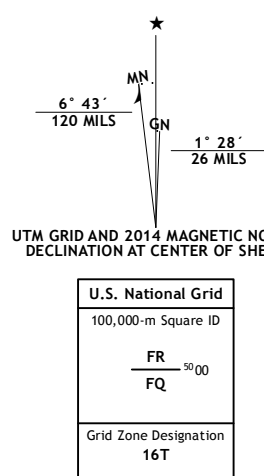 ★
MN
GN
6° 43´
120 MILS
1° 28´
26 MILS
UTM GRID AND 2014 MAGNETIC NO
DECLINATION AT CENTER OF SHE
U.S. National Grid
100,000-m Square ID
FR
5000
FQ
Grid Zone Designation
16T